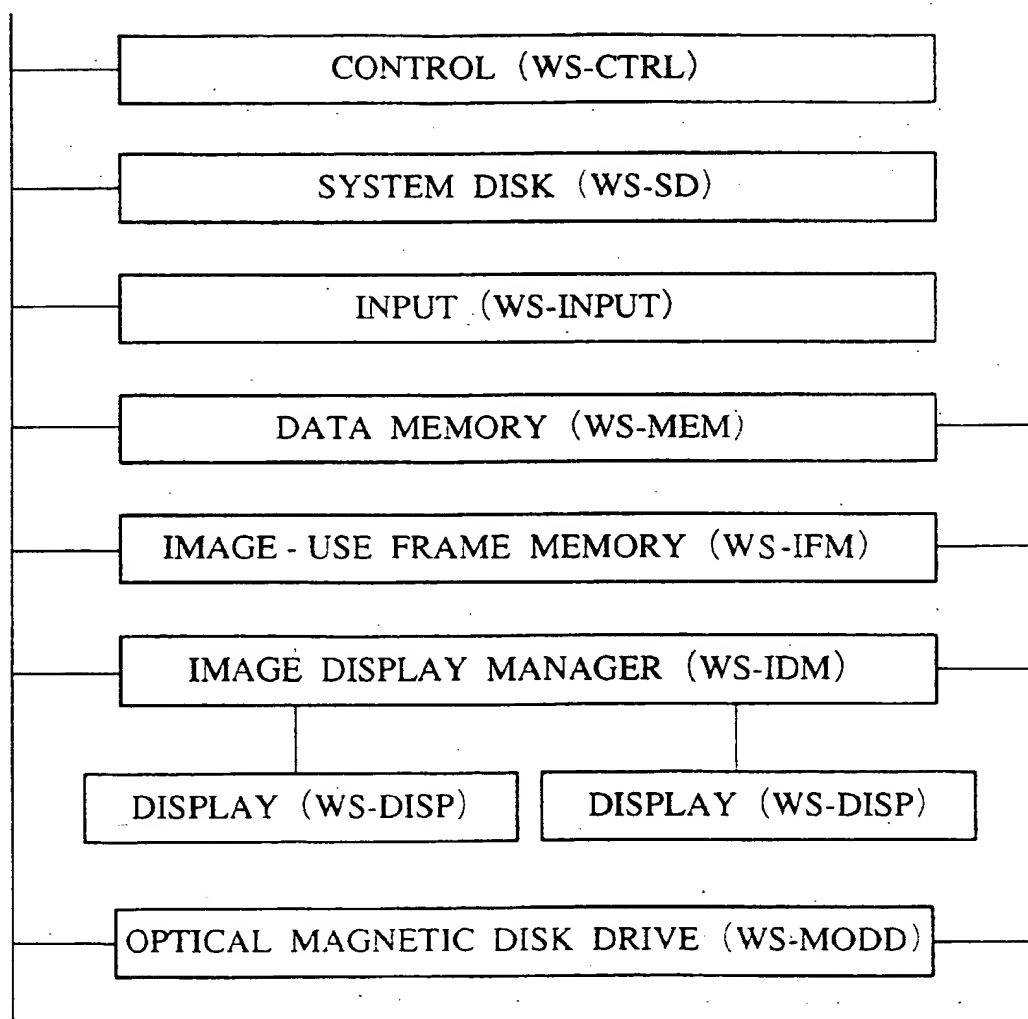 CONTROL (WS-CTRL)
SYSTEM DISK (WS-SD)
INPUT (WS-INPUT)
DATA MEMORY (WS-MEM)
IMAGE - USE FRAME MEMORY (WS-IFM)
IMAGE DISPLAY MANAGER (WS-IDM)
DISPLAY (WS-DISP)
DISPLAY (WS-DISP)
OPTICAL MAGNETIC DISK DRIVE (WS-MODD)